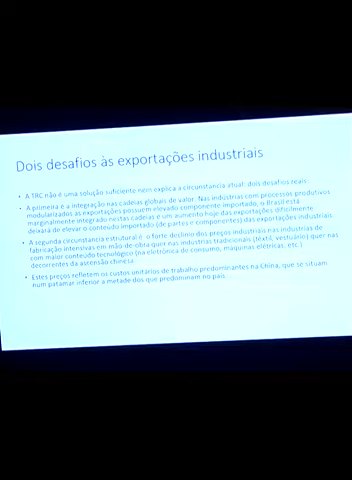 Dois desafios às exportações industriais
• A TRC não é uma solução suficiente nem explica a circunstância atual: dois desafios reais
• A primeira é a integração nas cadeias globais de valor. Nas indústrias com processos produtivos
modularizados as exportações possuem elevado componente importado, o Brasil está
marginalmente integrado nestas cadeias e um aumento hoje das exportações dificilmente
deixará de elevar o conteúdo importado (de partes e componentes) das exportações industriais
• A segunda circunstancia estrutural é o forte declínio dos preços industriais nas industrias de
fabricação intensivas em mão-de-obra quer nas industrias tradicionais (têxtil, vestuário) quer nas
com maior conteúdo tecnológico (na eletrônica de consumo, máquinas elétricas, etc.)
decorrentes da ascensão chinesa
• Estes preços refletem os custos unitários de trabalho predominantes na China, que se situam
num patamar inferior a metade dos que predominam no país.